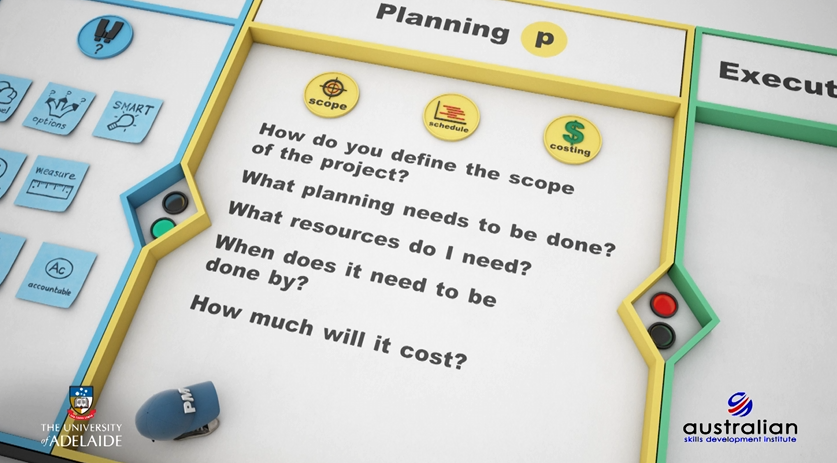 Planning p
Execut
?
options
SMART
measure
Ac
accountable
scope
schedule
costing
$
How do you define the scope
of the project?
What planning needs to be done?
What resources do I need?
When does it need to be
done by?
How much will it cost?
PM
THE UNIVERSITY
of ADELAIDE
australian
skills development institute